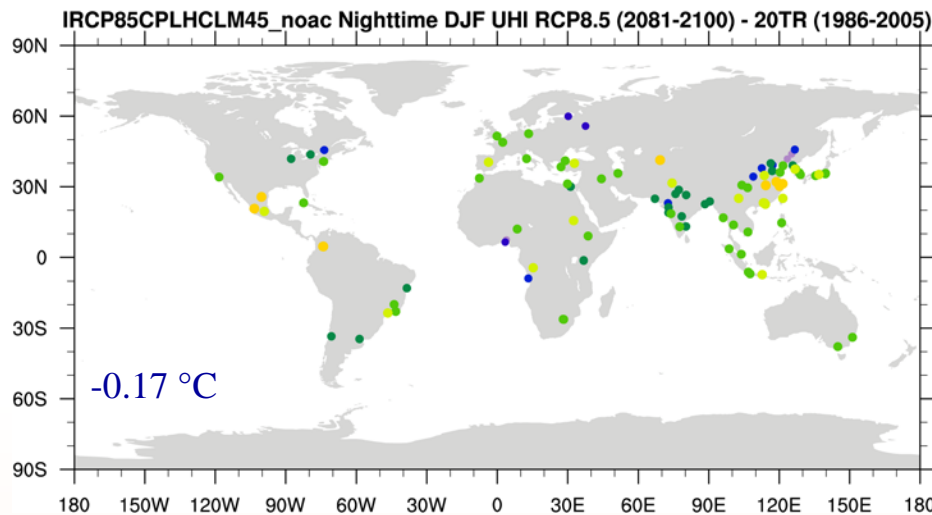 IRCP85CPLHCLM45_noac Nighttime DJF UHI RCP8.5 (2081-2100) - 20TR (1986-2005)
90N
60N
30N
0
30S
-0.17 °C
60S
90S
180 150W 120W 90W 60W 30W 0 30E 60E 90E 120E 150E 180